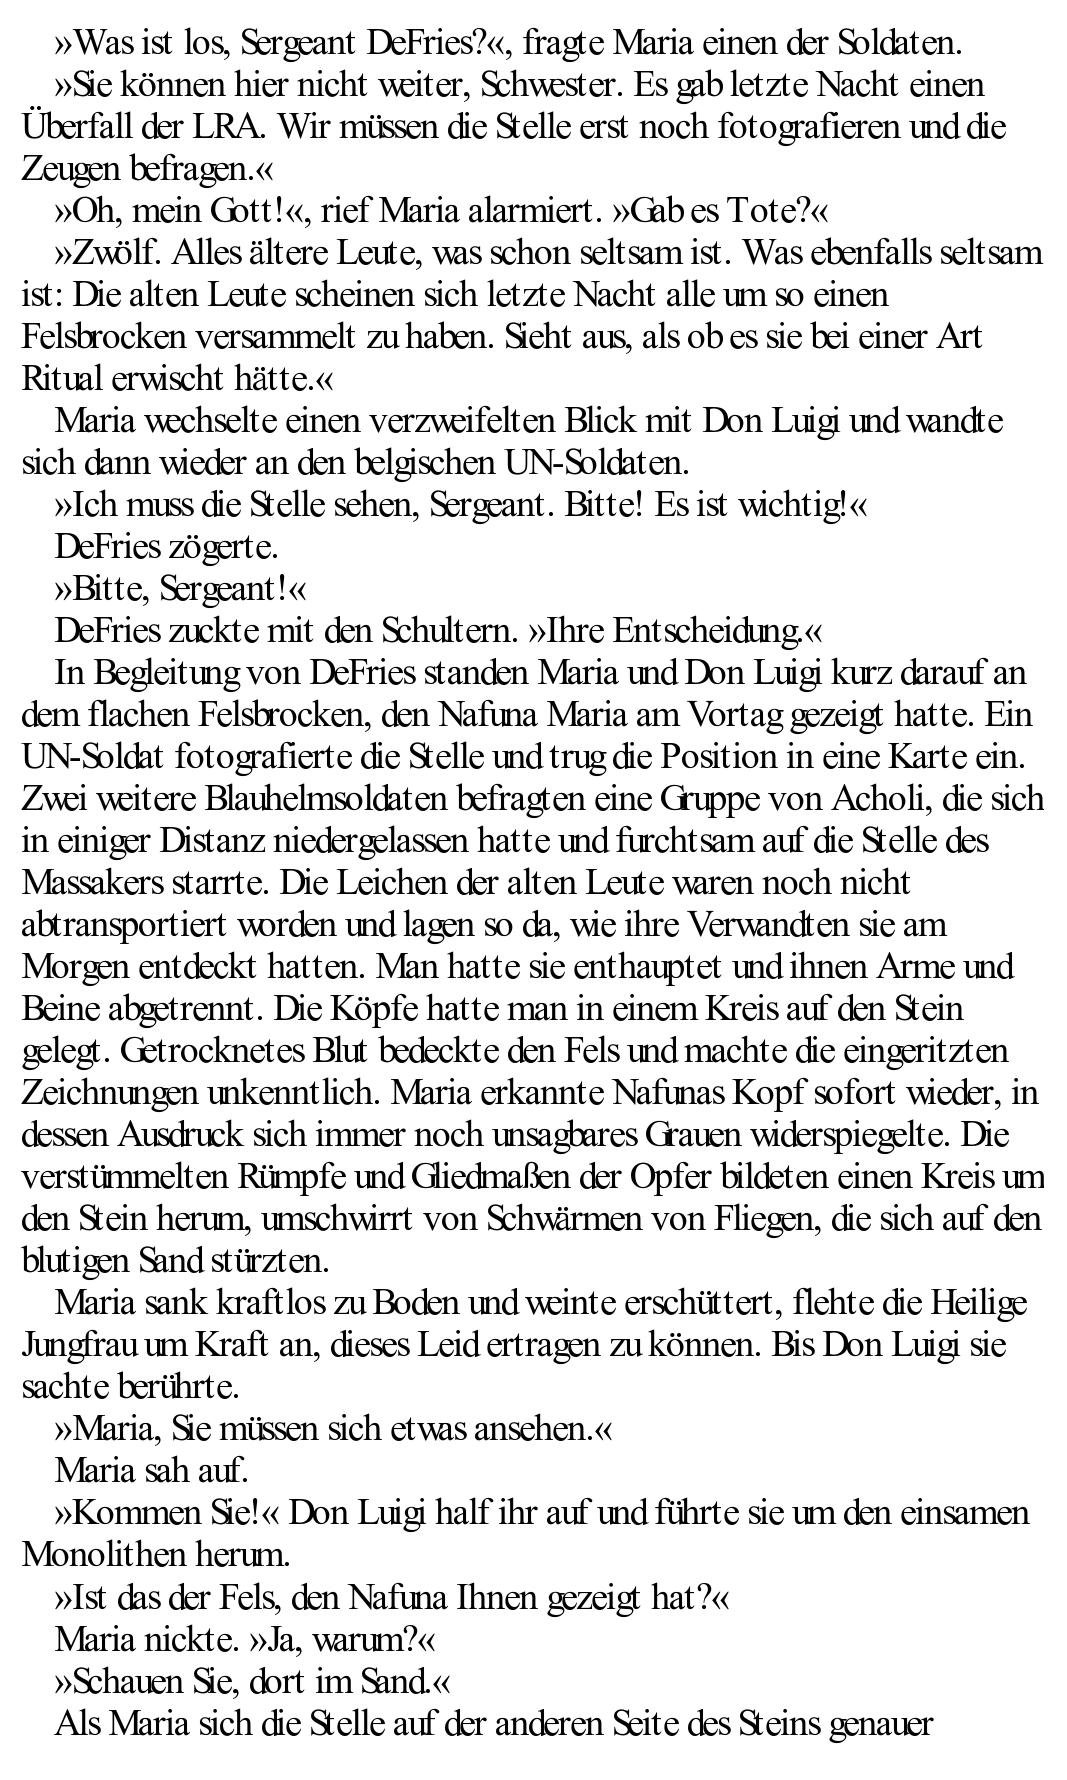 »Was ist los, Sergeant DeFries?«, fragte Maria einen der Soldaten.
»Sie können hier nicht weiter, Schwester. Es gab letzte Nacht einen
Überfall der LRA. Wir müssen die Stelle erst noch fotografieren und die
Zeugen befragen.«
»Oh, mein Gott!«, rief Maria alarmiert. »Gab es Tote?«
»Zwölf. Alles ältere Leute, was schon seltsam ist. Was ebenfalls seltsam
ist: Die alten Leute scheinen sich letzte Nacht alle um so einen
Felsbrocken versammelt zu haben. Sieht aus, als ob es sie bei einer Art
Ritual erwischt hätte.«
Maria wechselte einen verzweifelten Blick mit Don Luigi und wandte
sich dann wieder an den belgischen UN-Soldaten.
»Ich muss die Stelle sehen, Sergeant. Bitte! Es ist wichtig!«
DeFries zögerte.
»Bitte, Sergeant!«
DeFries zuckte mit den Schultern. »Ihre Entscheidung.«
In Begleitung von DeFries standen Maria und Don Luigi kurz darauf an
dem flachen Felsbrocken, den Nafuna Maria am Vortag gezeigt hatte. Ein
UN-Soldat fotografierte die Stelle und trug die Position in eine Karte ein.
Zwei weitere Blauhelmsoldaten befragten eine Gruppe von Acholi, die sich
in einiger Distanz niedergelassen hatte und furchtsam auf die Stelle des
Massakers starrte. Die Leichen der alten Leute waren noch nicht
abtransportiert worden und lagen so da, wie ihre Verwandten sie am
Morgen entdeckt hatten. Man hatte sie enthauptet und ihnen Arme und
Beine abgetrennt. Die Köpfe hatte man in einem Kreis auf den Stein
gelegt. Getrocknetes Blut bedeckte den Fels und machte die eingeritzten
Zeichnungen unkenntlich. Maria erkannte Nafunas Kopf sofort wieder, in
dessen Ausdruck sich immer noch unsagbares Grauen widerspiegelte. Die
verstümmelten Rümpfe und Gliedmaßen der Opfer bildeten einen Kreis um
den Stein herum, umschwirrt von Schwärmen von Fliegen, die sich auf den
blutigen Sand stürzten.
Maria sank kraftlos zu Boden und weinte erschüttert, flehte die Heilige
Jungfrau um Kraft an, dieses Leid ertragen zu können. Bis Don Luigi sie
sachte berührte.
»Maria, Sie müssen sich etwas ansehen.«
Maria sah auf.
»Kommen Sie!« Don Luigi half ihr auf und führte sie um den einsamen
Monolithen herum.
»Ist das der Fels, den Nafuna Ihnen gezeigt hat?«
Maria nickte. »Ja, warum?«
»Schauen Sie, dort im Sand.«
Als Maria sich die Stelle auf der anderen Seite des Steins genauer